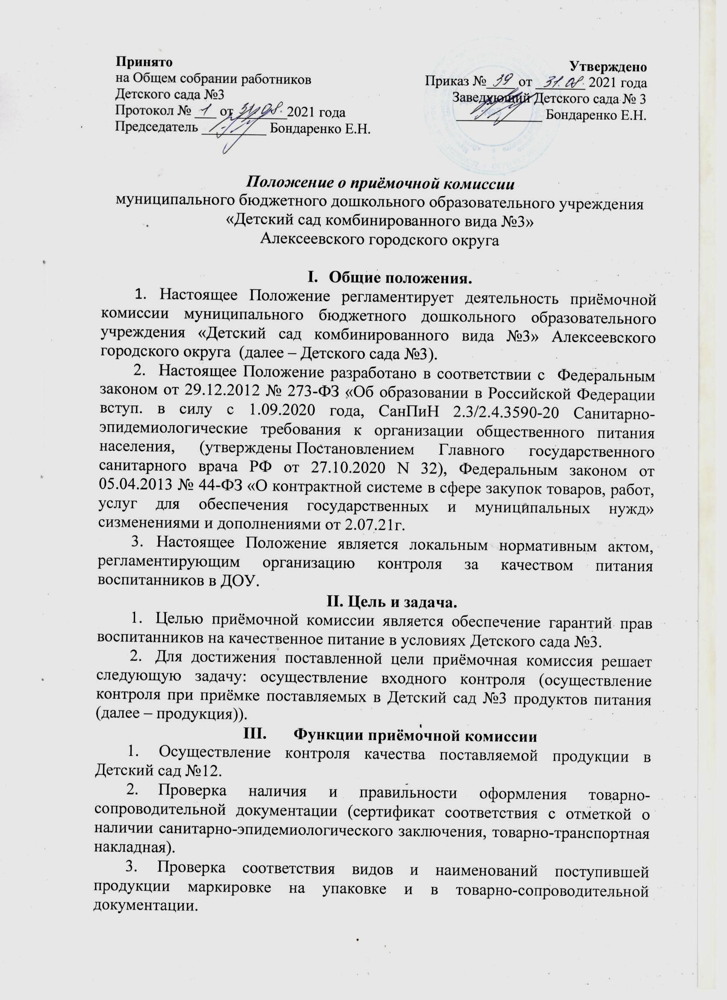 Принято
на Общем собрании работников
Детского сада №3
Протокол № 1 от 31.08. 2021 года
Председатель ____________ Бондаренко Е.Н.
Утверждено
Приказ № 39 от 31.08. 2021 года
Заведующий Детского сада № 3
____________ Бондаренко Е.Н.
№3
Положение о приёмочной комиссии
муниципального бюджетного дошкольного образовательного учреждения
«Детский сад комбинированного вида №3»
Алексеевского городского округа
I. Общие положения.
1. Настоящее Положение регламентирует деятельность приёмочной
комиссии муниципального бюджетного дошкольного образовательного
учреждения «Детский сад комбинированного вида №3» Алексеевского
городского округа (далее – Детского сада №3).
2. Настоящее Положение разработано в соответствии с Федеральным
законом от 29.12.2012 № 273-ФЗ «Об образовании в Российской Федерации
вступ. в силу с 1.09.2020 года, СанПиН 2.3/2.4.3590-20 Санитарно-
эпидемиологические требования к организации общественного питания
населения, (утверждены Постановлением Главного государственного
санитарного врача РФ от 27.10.2020 N 32), Федеральным законом от
05.04.2013 № 44-ФЗ «О контрактной системе в сфере закупок товаров, работ,
услуг для обеспечения государственных и муниципальных нужд»
сизменениями и дополнениями от 2.07.21г.
3. Настоящее Положение является локальным нормативным актом,
регламентирующим организацию контроля за качеством питания
воспитанников в ДОУ.
II. Цель и задача.
1. Целью приёмочной комиссии является обеспечение гарантий прав
воспитанников на качественное питание в условиях Детского сада №3.
2. Для достижения поставленной цели приёмочная комиссия решает
следующую задачу: осуществление входного контроля (осуществление
контроля при приёмке поставляемых в Детский сад №3 продуктов питания
(далее – продукция)).
III. Функции приёмочной комиссии
1. Осуществление контроля качества поставляемой продукции в
Детский сад №12.
2. Проверка наличия и правильности оформления товарно-
сопроводительной документации (сертификат соответствия с отметкой о
наличии санитарно-эпидемиологического заключения, товарно-транспортная
накладная).
3. Проверка соответствия видов и наименований поступившей
продукции маркировке на упаковке и в товарно-сопроводительной
документации.